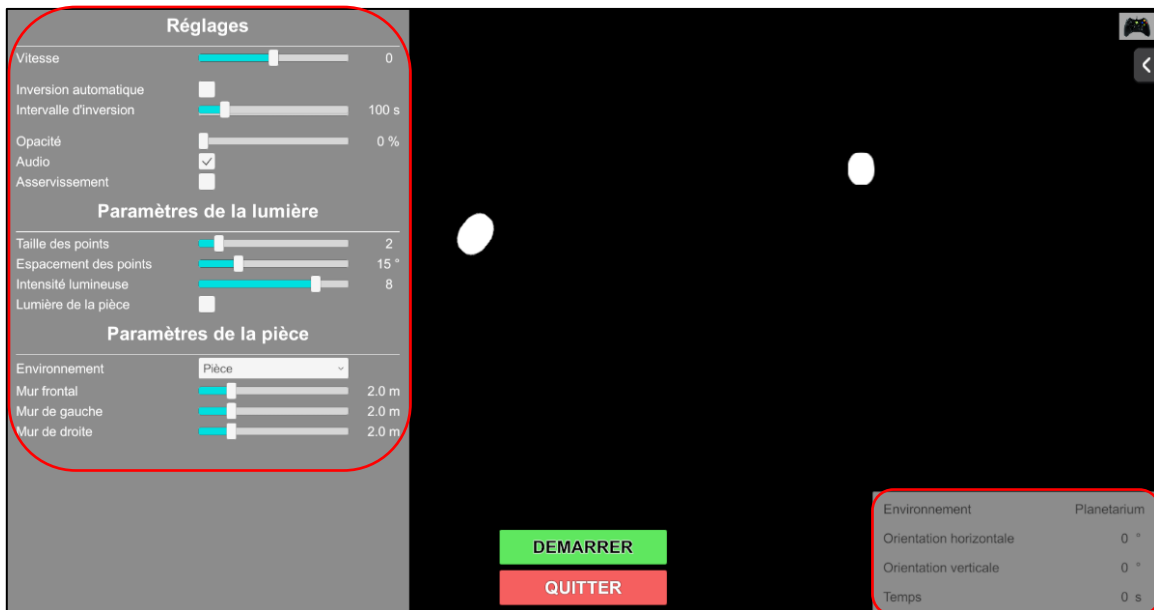 Réglages
Vitesse 0
Inversion automatique
Intervalle d'inversion 100 s
Opacité 0 %
Audio
Asservissement
Paramètres de la lumière
Taille des points 2
Espacement des points 15 °
Intensité lumineuse 8
Lumière de la pièce
Paramètres de la pièce
Environnement Pièce
Mur frontal 2.0 m
Mur de gauche 2.0 m
Mur de droite 2.0 m
DEMARRER
QUITTER
Environnement Planetarium
Orientation horizontale 0 °
Orientation verticale 0 °
Temps 0 s